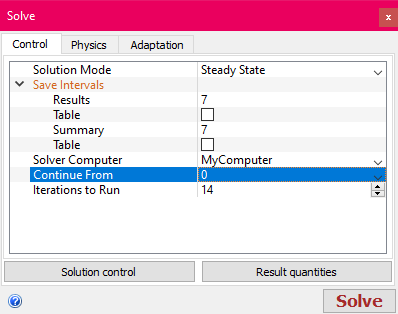 Solve
x
Control Physics Adaptation
Solution Mode Steady State
Save Intervals
Results 7
Table
Summary 7
Table
Solver Computer MyComputer
Continue From 0
Iterations to Run 14
Solution control Result quantities
? Solve